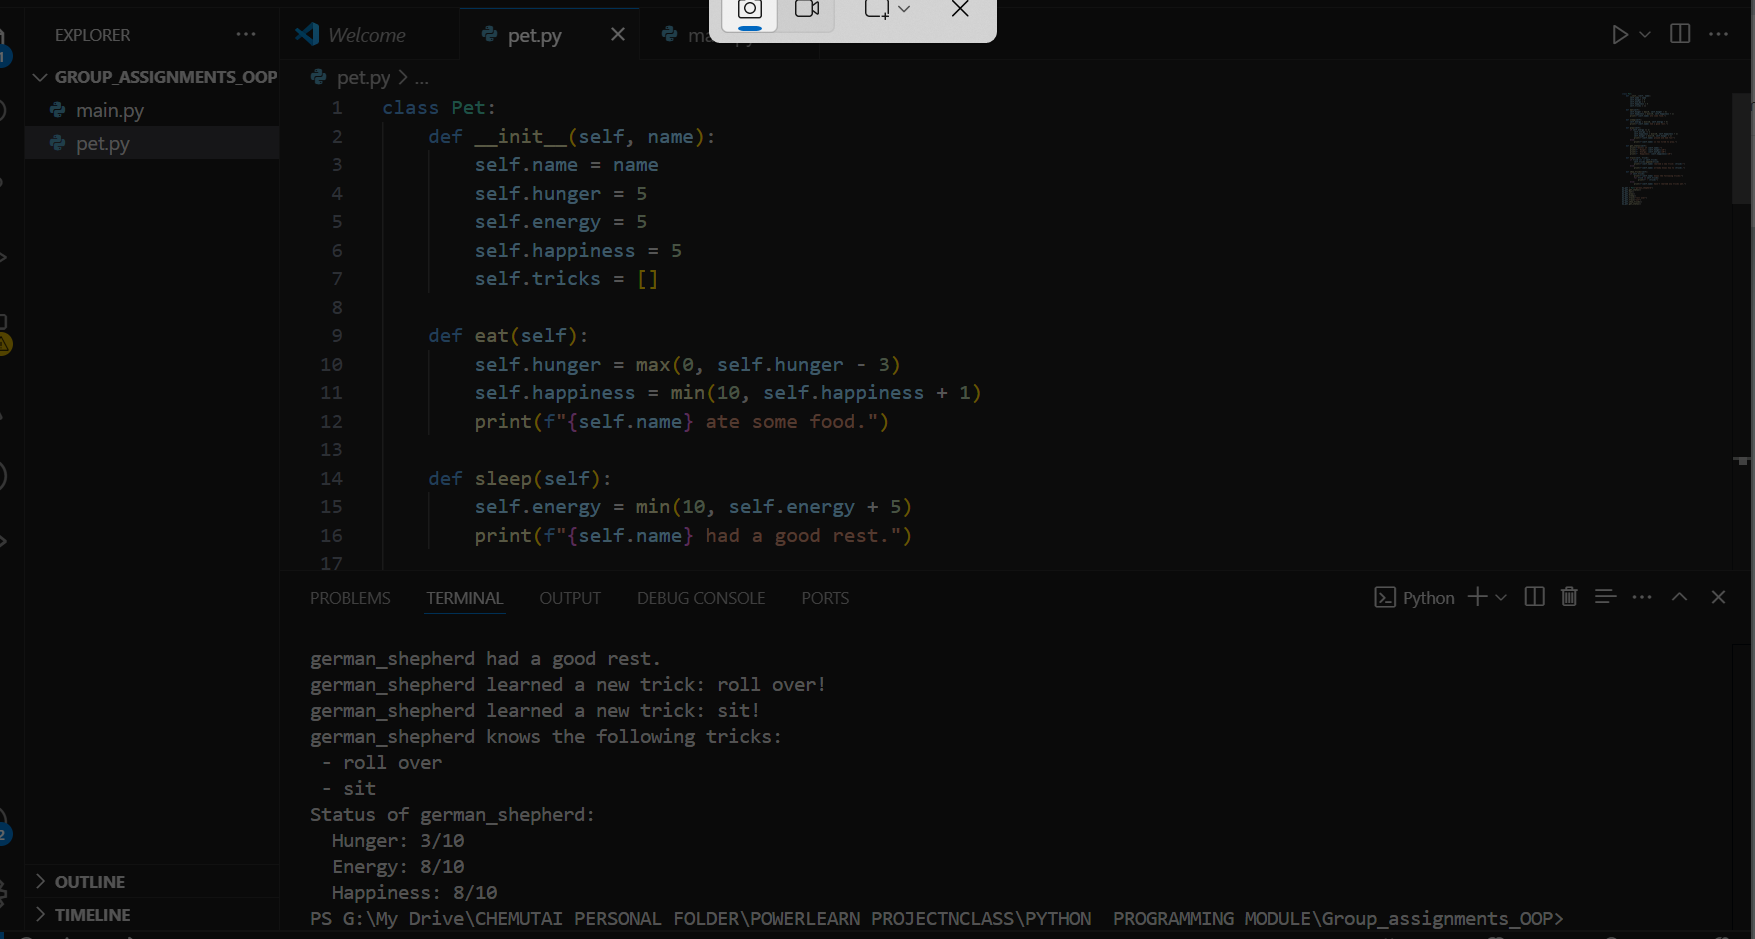 EXPLORER
GROUP_ASSIGNMENTS_OOP
main.py
pet.py
OUTLINE
TIMELINE
Welcome
pet.py
pet.py > ...
1 class Pet:
2     def __init__(self, name):
3         self.name = name
4         self.hunger = 5
5         self.energy = 5
6         self.happiness = 5
7         self.tricks = []
8
9     def eat(self):
10         self.hunger = max(0, self.hunger - 3)
11         self.happiness = min(10, self.happiness + 1)
12         print(f"{self.name} ate some food.")
13
14     def sleep(self):
15         self.energy = min(10, self.energy + 5)
16         print(f"{self.name} had a good rest.")
17
PROBLEMS TERMINAL OUTPUT DEBUG CONSOLE PORTS
Python
german_shepherd had a good rest.
german_shepherd learned a new trick: roll over!
german_shepherd learned a new trick: sit!
german_shepherd knows the following tricks:
 - roll over
 - sit
Status of german_shepherd:
  Hunger: 3/10
  Energy: 8/10
  Happiness: 8/10
PS G:\My Drive\CHEMUTAI PERSONAL FOLDER\POWERLEARN PROJECTNCLASS\PYTHON  PROGRAMMING MODULE\Group_assignments_OOP>